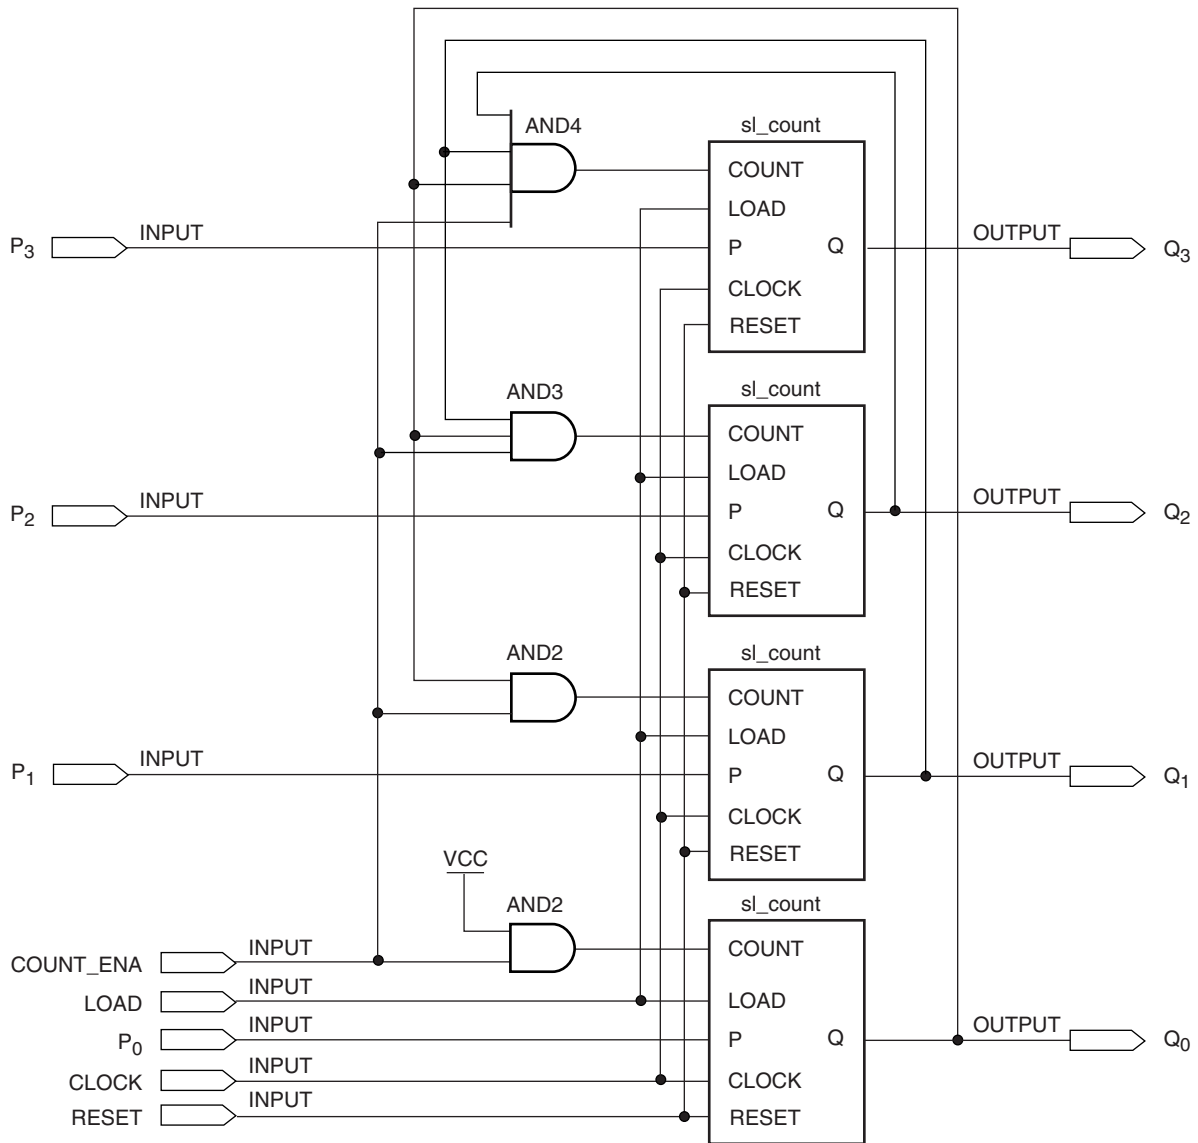 AND4
sl_count
COUNT
LOAD
P3 INPUT P Q OUTPUT Q3
CLOCK
RESET
AND3
sl_count
COUNT
LOAD
P2 INPUT P Q OUTPUT Q2
CLOCK
RESET
AND2
sl_count
COUNT
LOAD
P1 INPUT P Q OUTPUT Q1
CLOCK
RESET
VCC
AND2
sl_count
COUNT_ENA INPUT COUNT
LOAD INPUT LOAD
P0 INPUT P Q OUTPUT Q0
CLOCK INPUT CLOCK
RESET INPUT RESET